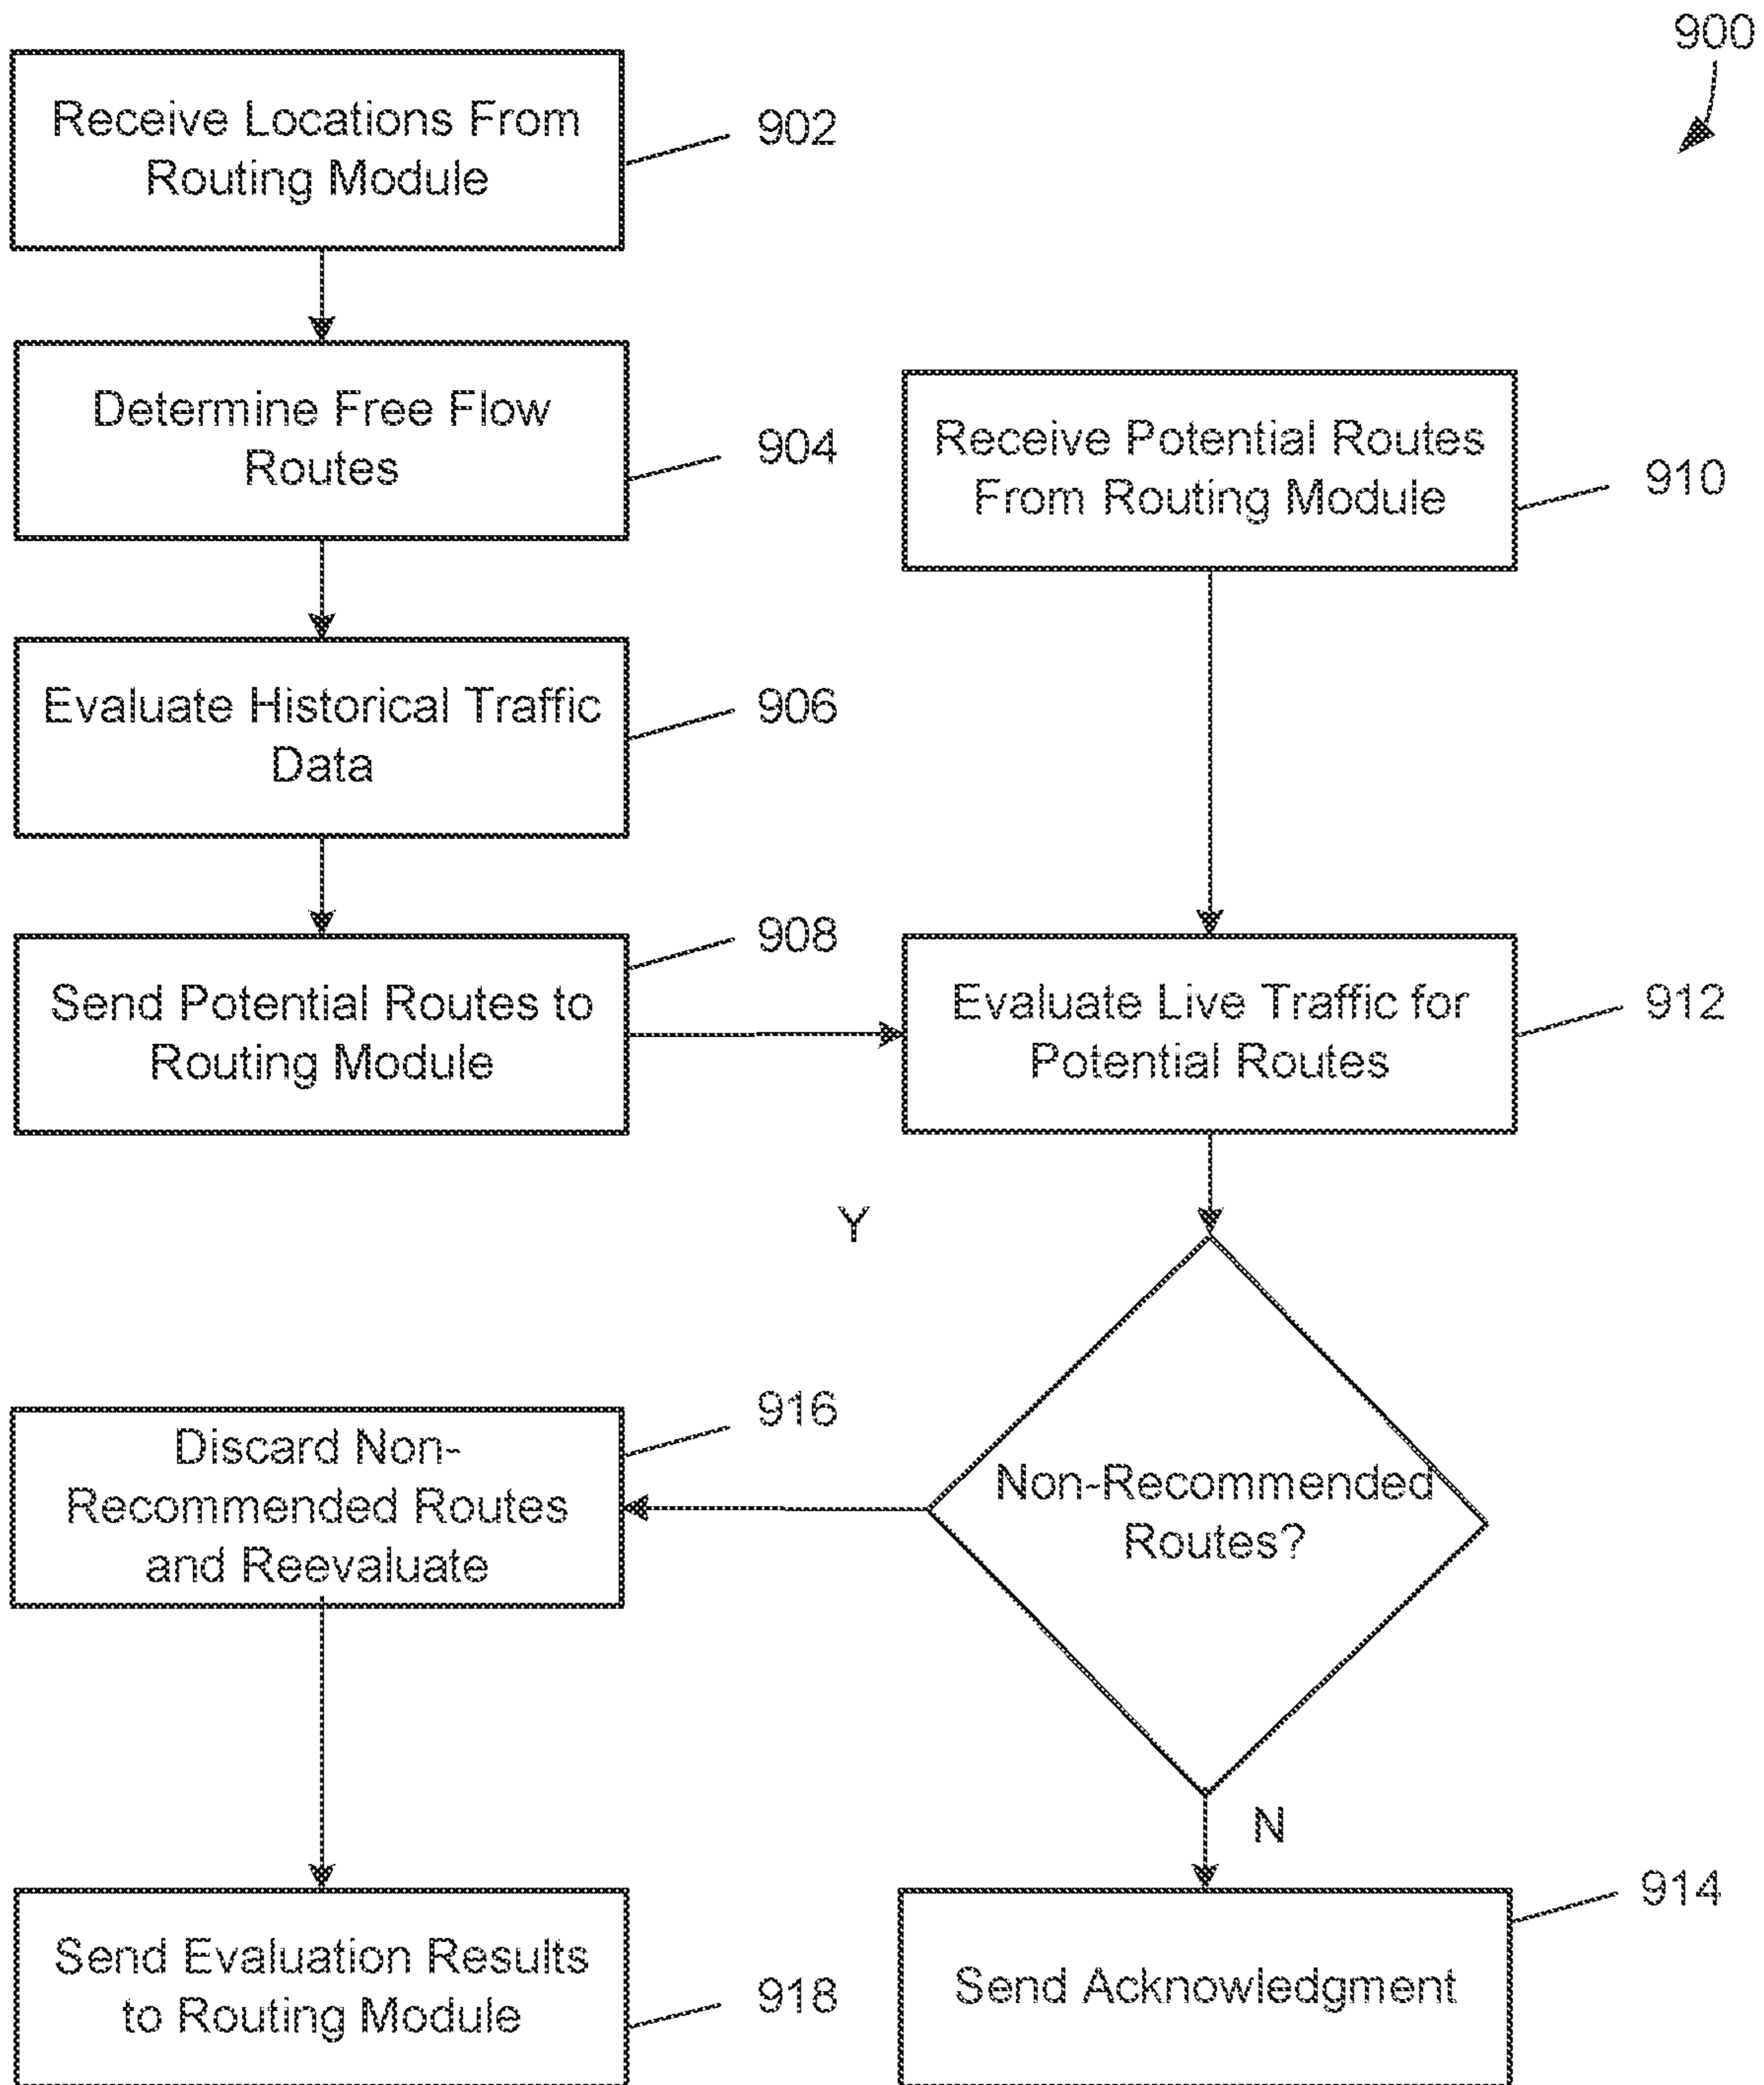 900
Receive Locations From
Routing Module
902
Determine Free Flow
Routes
904
Receive Potential Routes
From Routing Module
910
Evaluate Historical Traffic
Data
906
908
Send Potential Routes to
Routing Module
Evaluate Live Traffic for
Potential Routes
912
Y
916
Discard Non-
Recommended Routes
and Reevaluate
Non-Recommended
Routes?
N
914
Send Evaluation Results
to Routing Module
918
Send Acknowledgment